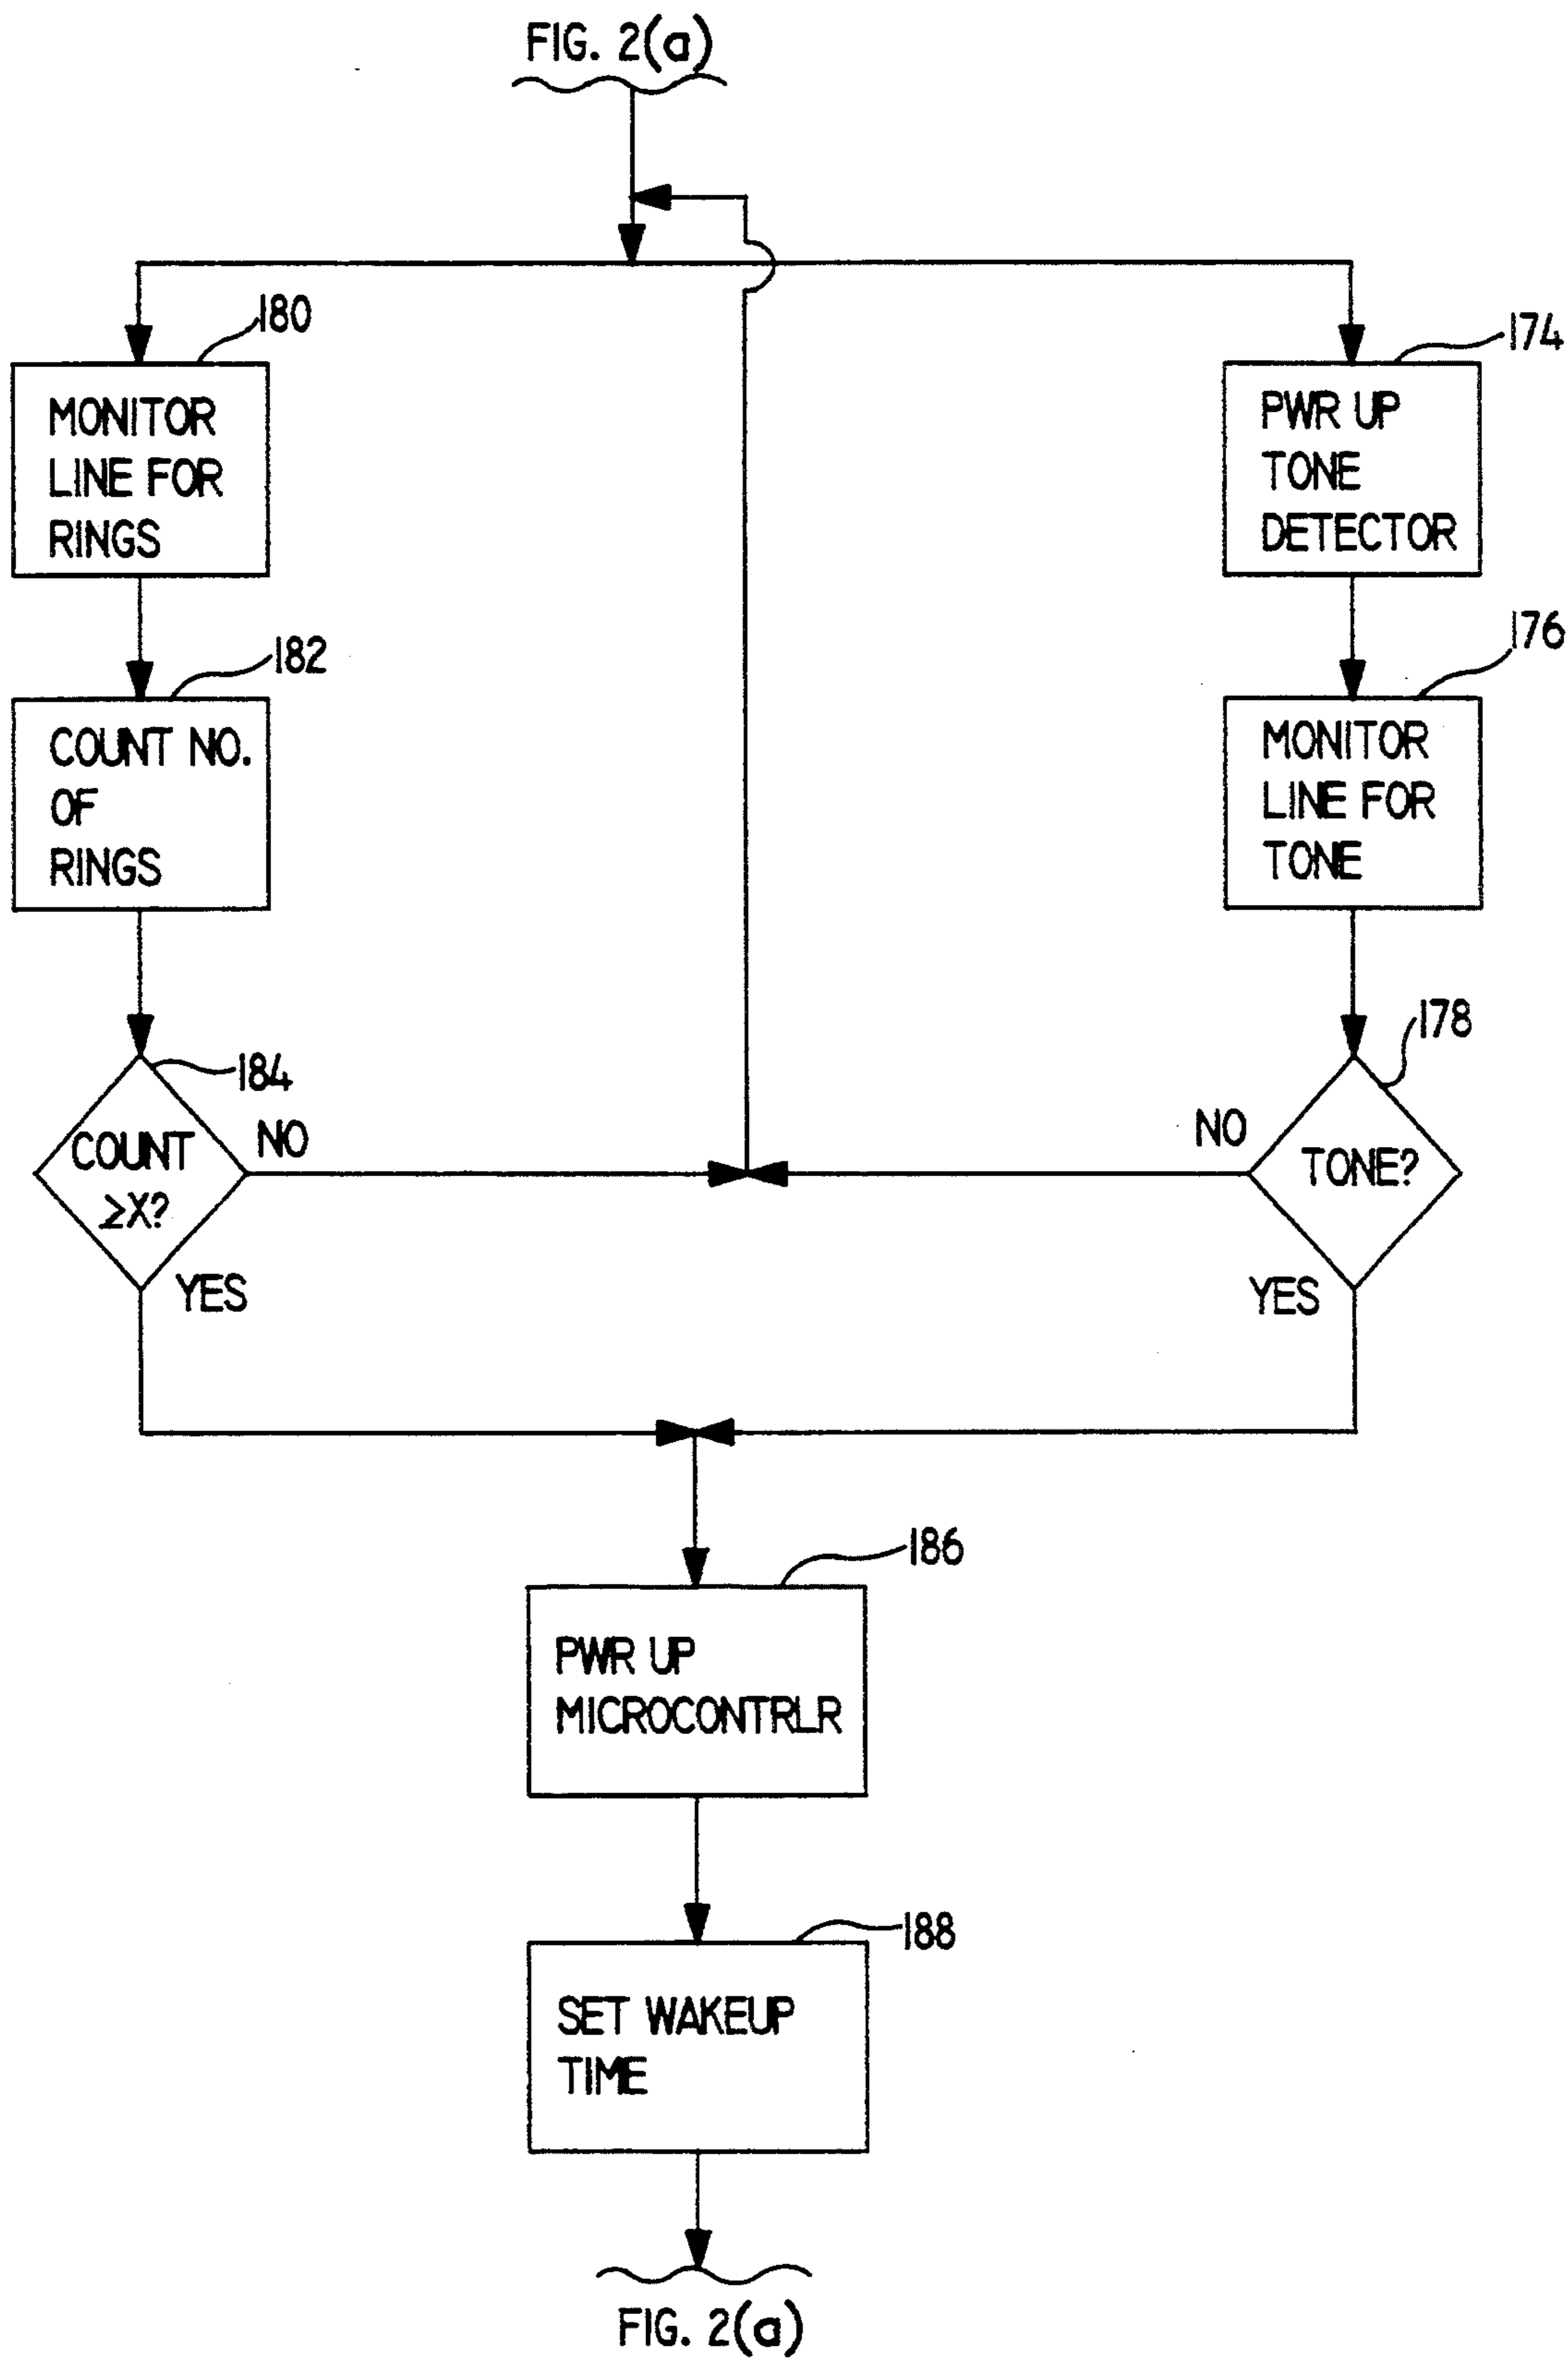 FIG. 2(a)
180
MONITOR
LINE FOR
RINGS
174
PWR UP
TONE
DETECTOR
182
COUNT NO.
OF
RINGS
176
MONITOR
LINE FOR
TONE
184
COUNT
≥X?
NO
YES
178
TONE?
NO
YES
186
PWR UP
MICROCONTRLR
188
SET WAKEUP
TIME
FIG. 2(a)